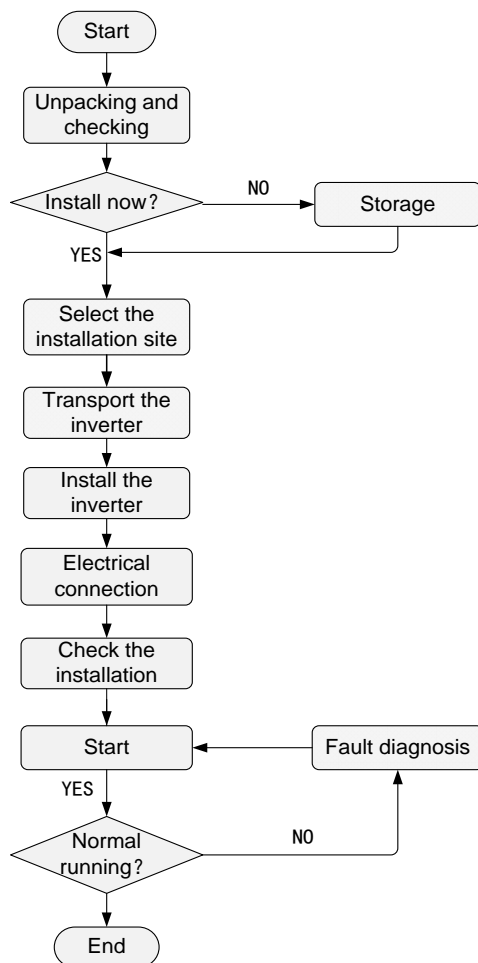 Start
Unpacking and
checking
Install now?
NO
Storage
YES
Select the
installation site
Transport the
inverter
Install the
inverter
Electrical
connection
Check the
installation
Start
Fault diagnosis
YES
Normal
running?
NO
End